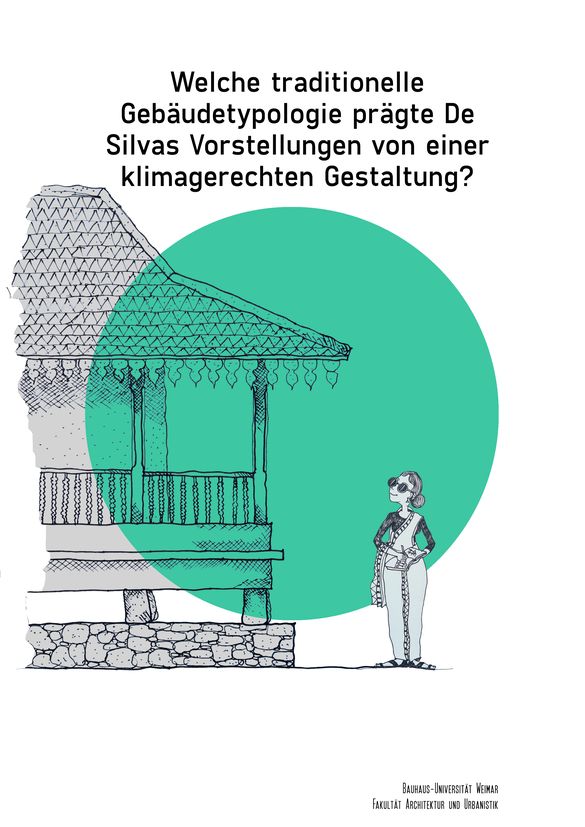 Welche traditionelle
Gebäudetypologie prägte De
Silvas Vorstellungen von einer
klimagerechten Gestaltung?
Bauhaus-Universität Weimar
Fakultät Architektur und Urbanistik